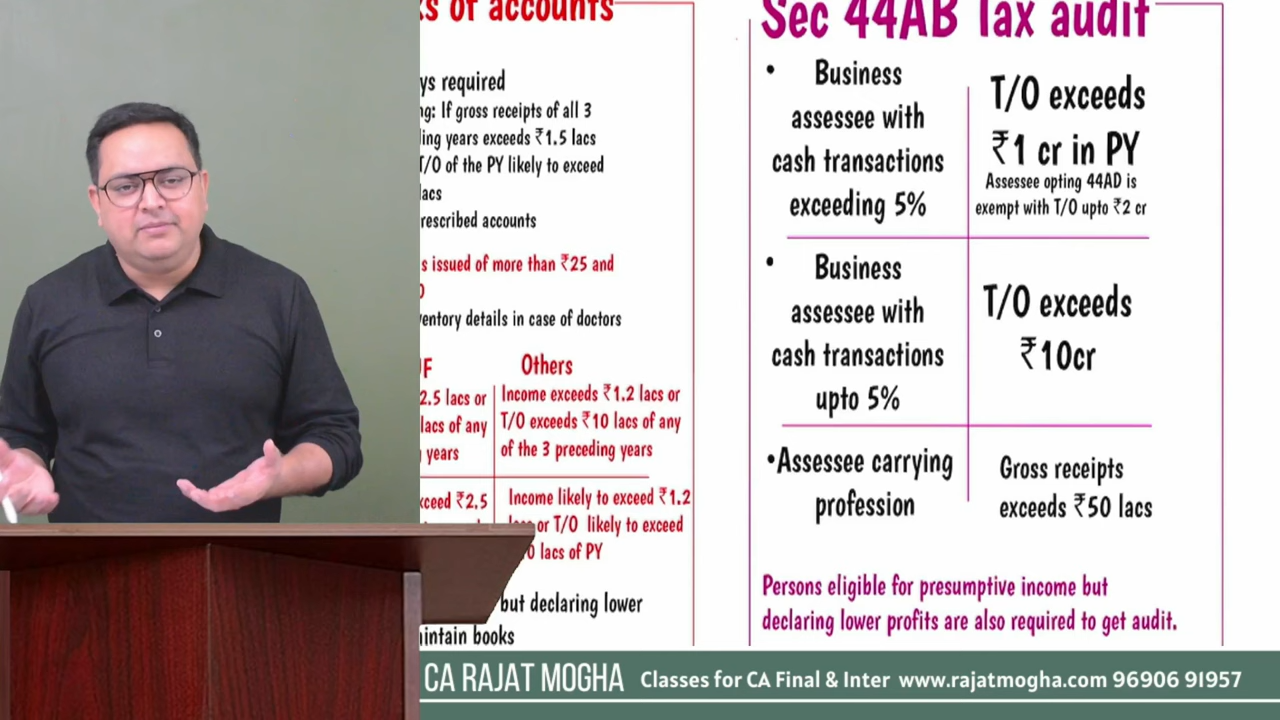 ks of accounts
ys required
ng: If gross receipts of all 3
ding years exceeds ₹1.5 lacs
T/O of the PY likely to exceed
lacs
rescribed accounts
s issued of more than ₹25 and
ventory details in case of doctors
Others
2.5 lacs or
lacs of any
years
Income exceeds ₹1.2 lacs or
T/O exceeds ₹10 lacs of any
of the 3 preceding years
xceed ₹2.5
Income likely to exceed ₹1.2
or T/O likely to exceed
0 lacs of PY
but declaring lower
aintain books
Sec 44AB Tax audit
• Business
assessee with
cash transactions
exceeding 5%
T/O exceeds
₹1 cr in PY
Assessee opting 44AD is
exempt with T/O upto ₹2 cr
• Business
assessee with
cash transactions
upto 5%
T/O exceeds
₹10cr
•Assessee carrying
profession
Gross receipts
exceeds ₹50 lacs
Persons eligible for presumptive income but
declaring lower profits are also required to get audit.
CA RAJAT MOGHA Classes for CA Final & Inter www.rajatmogha.com 96906 91957